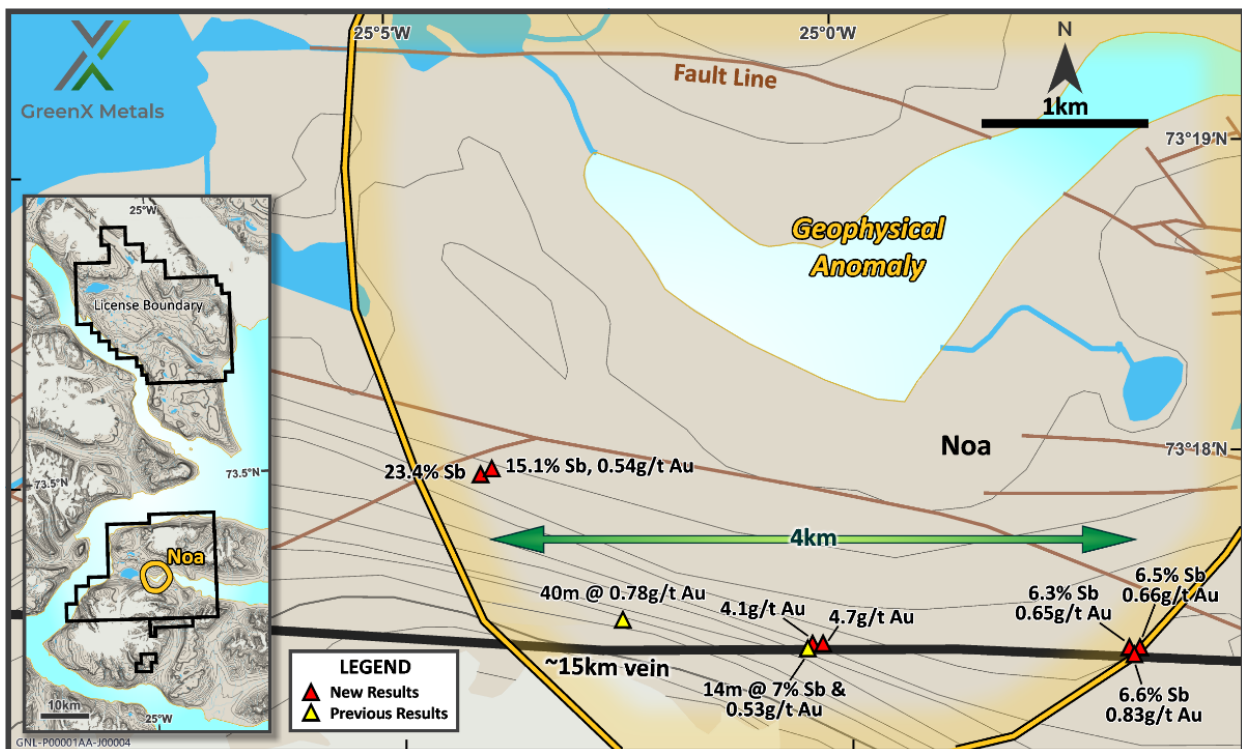 GreenX Metals
25°5'W
25°0'W
Fault Line
N
1km
73°19'N
Geophysical
Anomaly
25°W
License Boundary
73.5°N
73.5°N
Noa
10km
25°W
Noa
73°18'N
23.4% Sb
15.1% Sb, 0.54g/t Au
4km
40m @ 0.78g/t Au
4.1g/t Au
4.7g/t Au
6.3% Sb
0.65g/t Au
6.5% Sb
0.66g/t Au
~15km vein
14m @ 7% Sb &
0.53g/t Au
6.6% Sb
0.83g/t Au
LEGEND
New Results
Previous Results
GNL-P00001AA-J00004